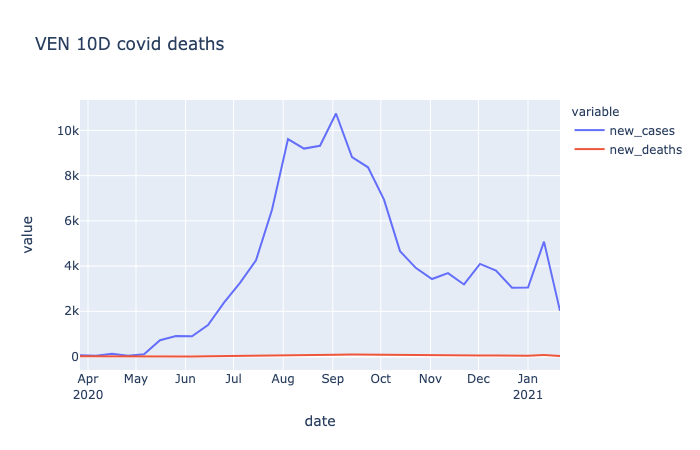 VEN 10D covid deaths
variable
new_cases
new_deaths
value
10k
8k
6k
4k
2k
0
Apr May Jun Jul Aug Sep Oct Nov Dec Jan
2020 2021
date